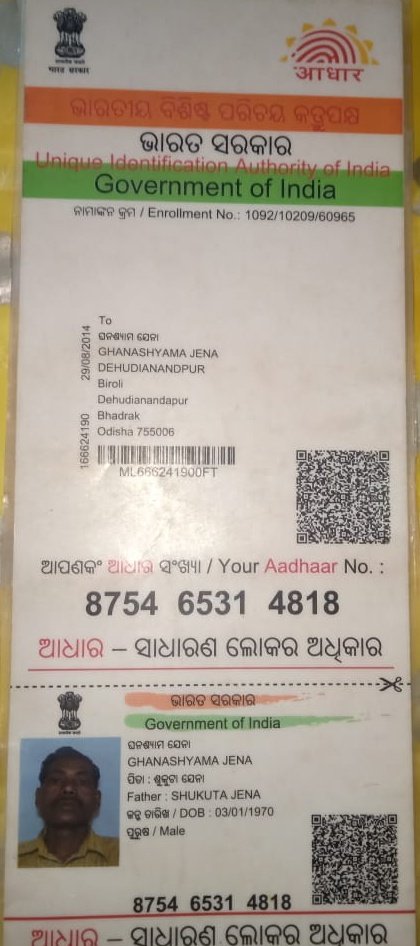 भारत सरकार
आधार
ଭାରତୀୟ ବିଶିଷ୍ଟ ପରିଚୟ କର୍ତ୍ତୃପକ୍ଷ
ଭାରତ ସରକାର
Unique Identification Authority of India
Government of India
ନାମାଙ୍କନ କ୍ରମ / Enrollment No.: 1092/10209/60965
29/08/2014
166624190
To
ଘନଶ୍ୟାମ ଜେନା
GHANASHYAMA JENA
DEHUDIANANDPUR
Biroli
Dehudianandapur
Bhadrak
Odisha 755006
ML666241900FT
ଆପଣଙ୍କ ଆଧାର ସଂଖ୍ୟା / Your Aadhaar No. :
8754 6531 4818
ଆଧାର – ସାଧାରଣ ଲୋକର ଅଧିକାର
ଭାରତ ସରକାର
Government of India
ଘନଶ୍ୟାମ ଜେନା
GHANASHYAMA JENA
ପିତା : ଶୁକୁଟା ଜେନା
Father : SHUKUTA JENA
ଜନ୍ମ ତାରିଖ / DOB : 03/01/1970
ପୁରୁଷ / Male
8754 6531 4818
ଆଧାର – ସାଧାରଣ ଲୋକର ଅଧିକାର